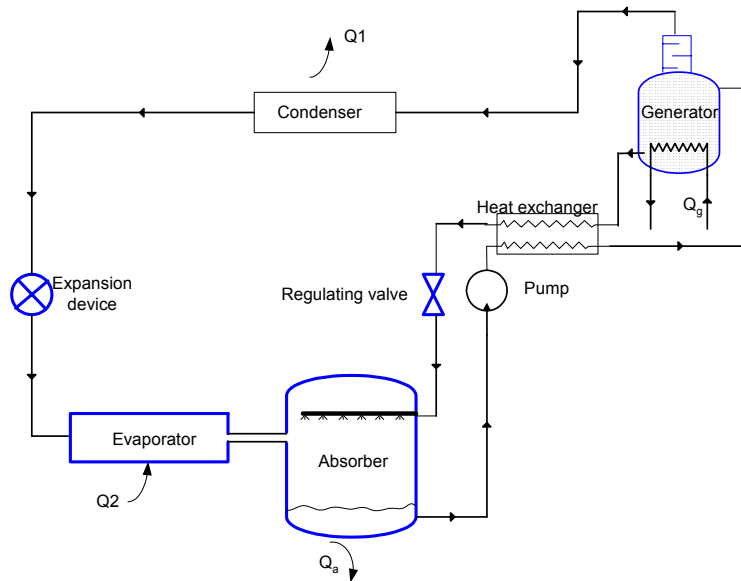 Q1
Condenser
Generator
Heat exchanger
Qg
Expansion
device
Regulating valve
Pump
Evaporator
Absorber
Q2
Qa